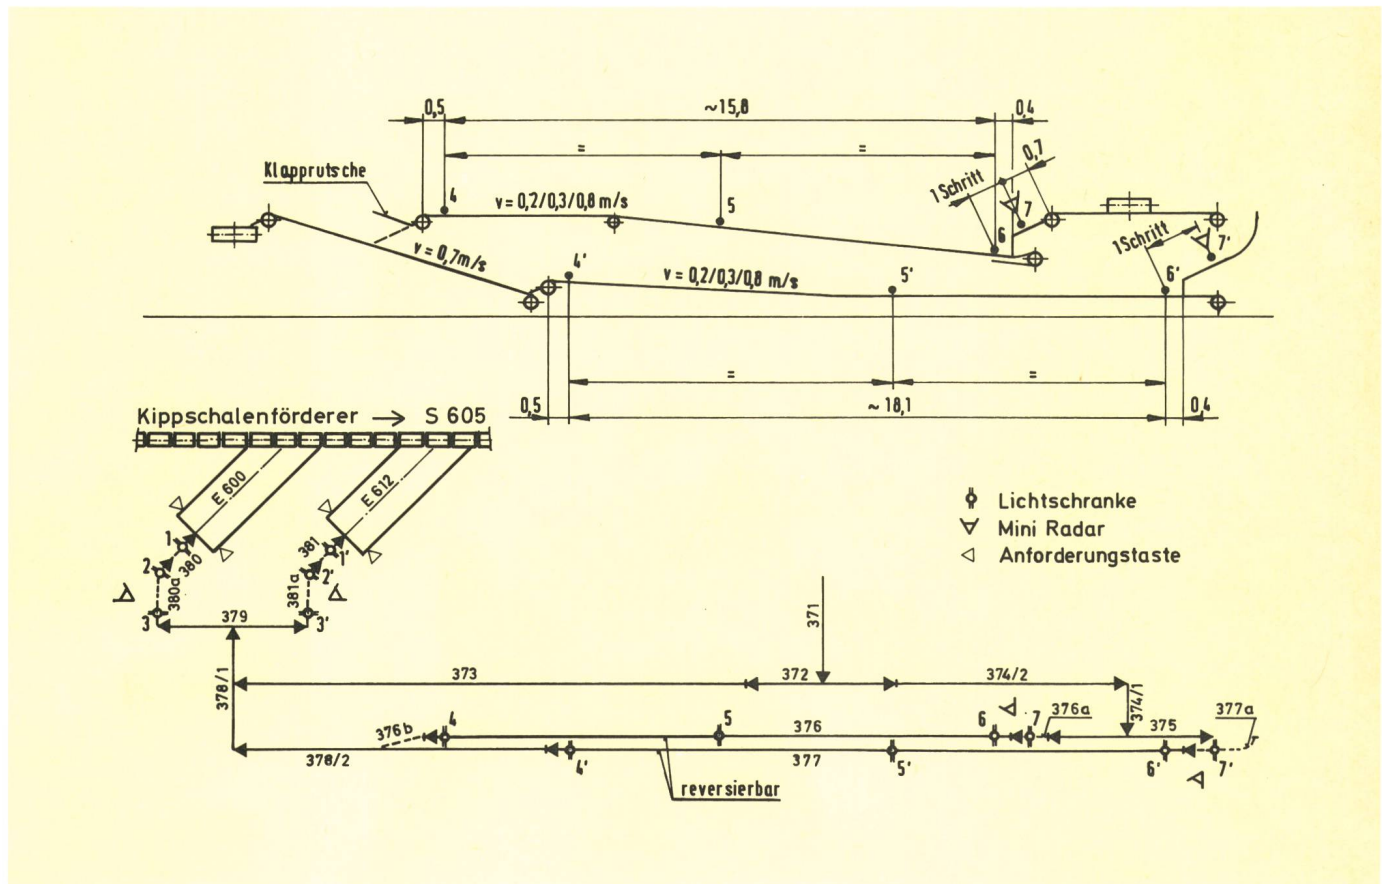 0,5
~15,8
0,4
=
=
0,7
Klapprutsche
4
v = 0,2/0,3/0,8 m/s
5
1 Schritt
7
6
1 Schritt
7'
v = 0,7m/s
4'
v = 0,2/0,3/0,8 m/s
5'
6'
=
=
0,5
~ 18,1
0,4
Kippschalenförderer → S 605
E 600
E 612
1
380
2
380a
3
381
1'
2'
381a
3'
379
Lichtschranke
Mini Radar
Anforderungstaste
371
378/1
373
372
374/2
374/1
376b
4
5
376
6
7
376a
375
377a
378/2
4'
377
5'
6'
7'
reversierbar